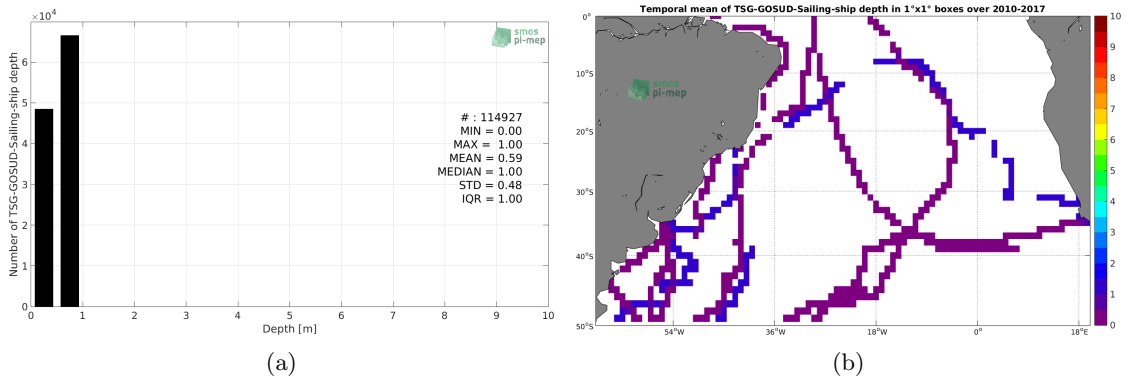 ×10⁴
6
5
4
3
2
1
0
Number of TSG-GOSUD-Sailing-ship depth
smos
pi-mep
# : 114927
MIN = 0.00
MAX = 1.00
MEAN = 0.59
MEDIAN = 1.00
STD = 0.48
IQR = 1.00
0 1 2 3 4 5 6 7 8 9 10
Depth [m]
(a)
Temporal mean of TSG-GOSUD-Sailing-ship depth in 1°x1° boxes over 2010-2017
0°
10°S
20°S
30°S
40°S
50°S
smos
pi-mep
54°W 36°W 18°W 0° 18°E
10
9
8
7
6
5
4
3
2
1
0
(b)